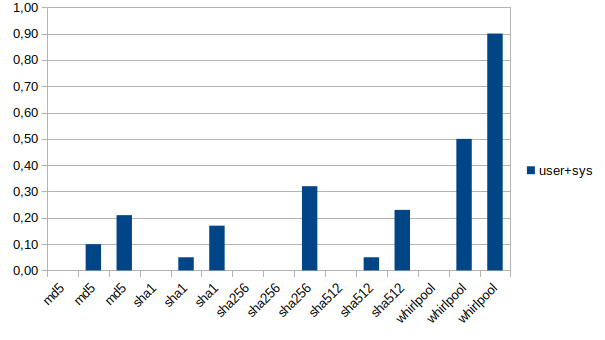 1,00
0,90
0,80
0,70
0,60
0,50
0,40
0,30
0,20
0,10
0,00
user+sys
md5
md5
md5
sha1
sha1
sha1
sha256
sha256
sha256
sha512
sha512
sha512
whirlpool
whirlpool
whirlpool